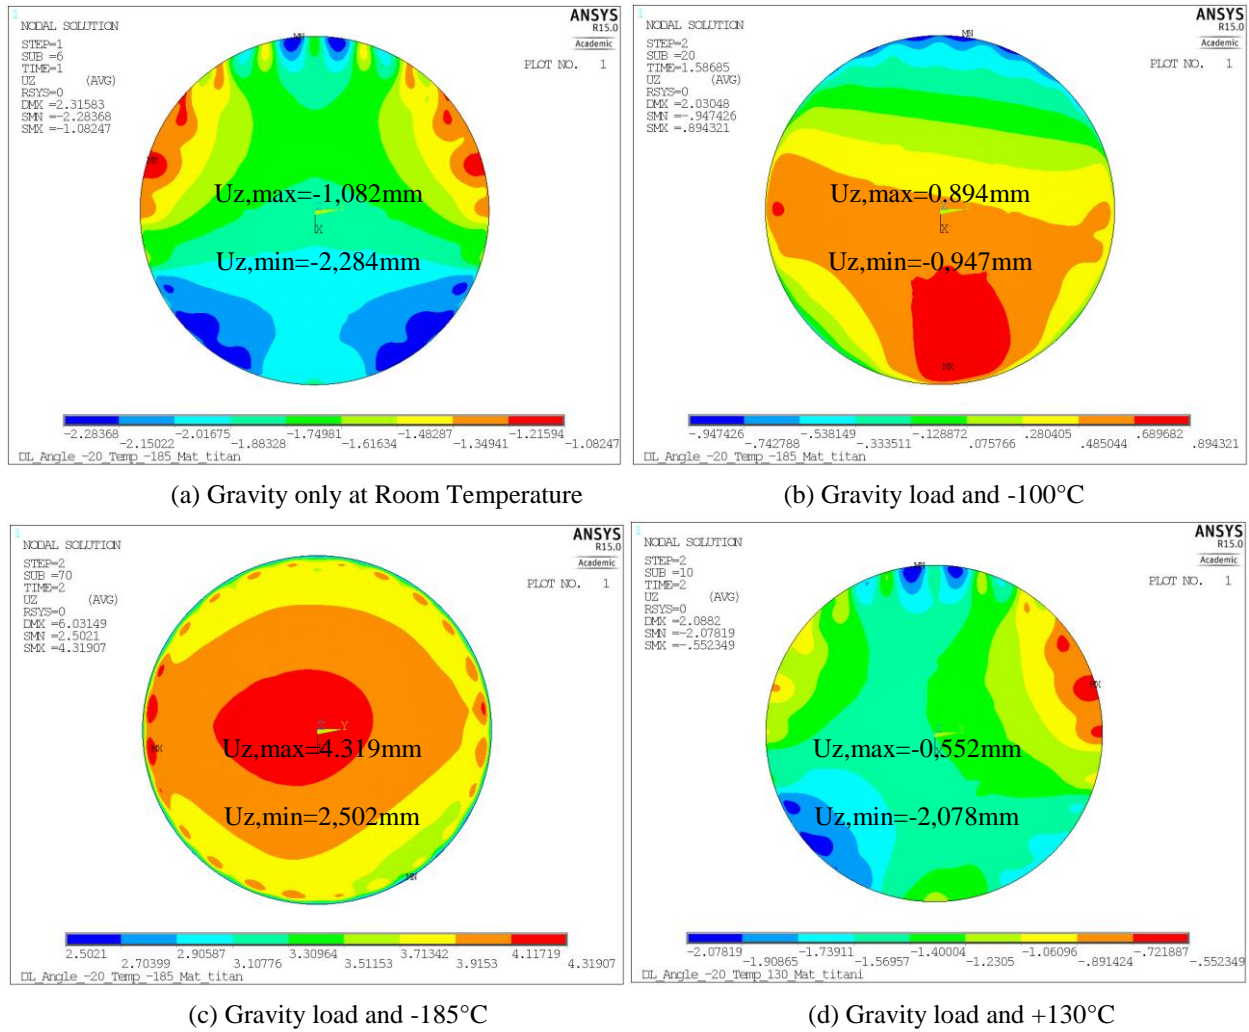 1
NODAL SOLUTION
STEP=1
SUB =6
TIME=1
UZ (AVG)
RSYS=0
DMX =2.31583
SMN =-2.28368
SMX =-1.08247
ANSYS
R15.0
Academic
PLOT NO. 1
MN
MX
Uz,max=-1,082mm
X
Uz,min=-2,284mm
-2.28368 -2.01675 -1.74981 -1.48287 -1.21594
-2.15022 -1.88328 -1.61634 -1.34941 -1.08247
DL_Angle_-20_Temp_-185_Mat_titan
(a) Gravity only at Room Temperature
1
NODAL SOLUTION
STEP=2
SUB =20
TIME=1.58685
UZ (AVG)
RSYS=0
DMX =2.03048
SMN =-.947426
SMX =.894321
ANSYS
R15.0
Academic
PLOT NO. 1
MN
Uz,max=0.894mm
X
Uz,min=-0,947mm
MX
-.947426 -.538149 -.128872 .280405 .689682
-.742788 -.333511 .075766 .485044 .894321
DL_Angle_-20_Temp_-185_Mat_titan
(b) Gravity load and -100°C
1
NODAL SOLUTION
STEP=2
SUB =70
TIME=2
UZ (AVG)
RSYS=0
DMX =6.03149
SMN =2.5021
SMX =4.31907
ANSYS
R15.0
Academic
PLOT NO. 1
Z Y
MX
Uz,max=4.319mm
Uz,min=2,502mm
MN
2.5021 2.90587 3.30964 3.71342 4.11719
2.70399 3.10776 3.51153 3.9153 4.31907
DL_Angle_-20_Temp_-185_Mat_titan
(c) Gravity load and -185°C
1
NODAL SOLUTION
STEP=2
SUB =10
TIME=2
UZ (AVG)
RSYS=0
DMX =2.0882
SMN =-2.07819
SMX =-.552349
ANSYS
R15.0
Academic
PLOT NO. 1
MN
MX
Z Y
Uz,max=-0,552mm
Uz,min=-2,078mm
-2.07819 -1.73911 -1.40004 -1.06096 -.721887
-1.90865 -1.56957 -1.2305 -.891424 -.552349
DL_Angle_-20_Temp_130_Mat_titani
(d) Gravity load and +130°C